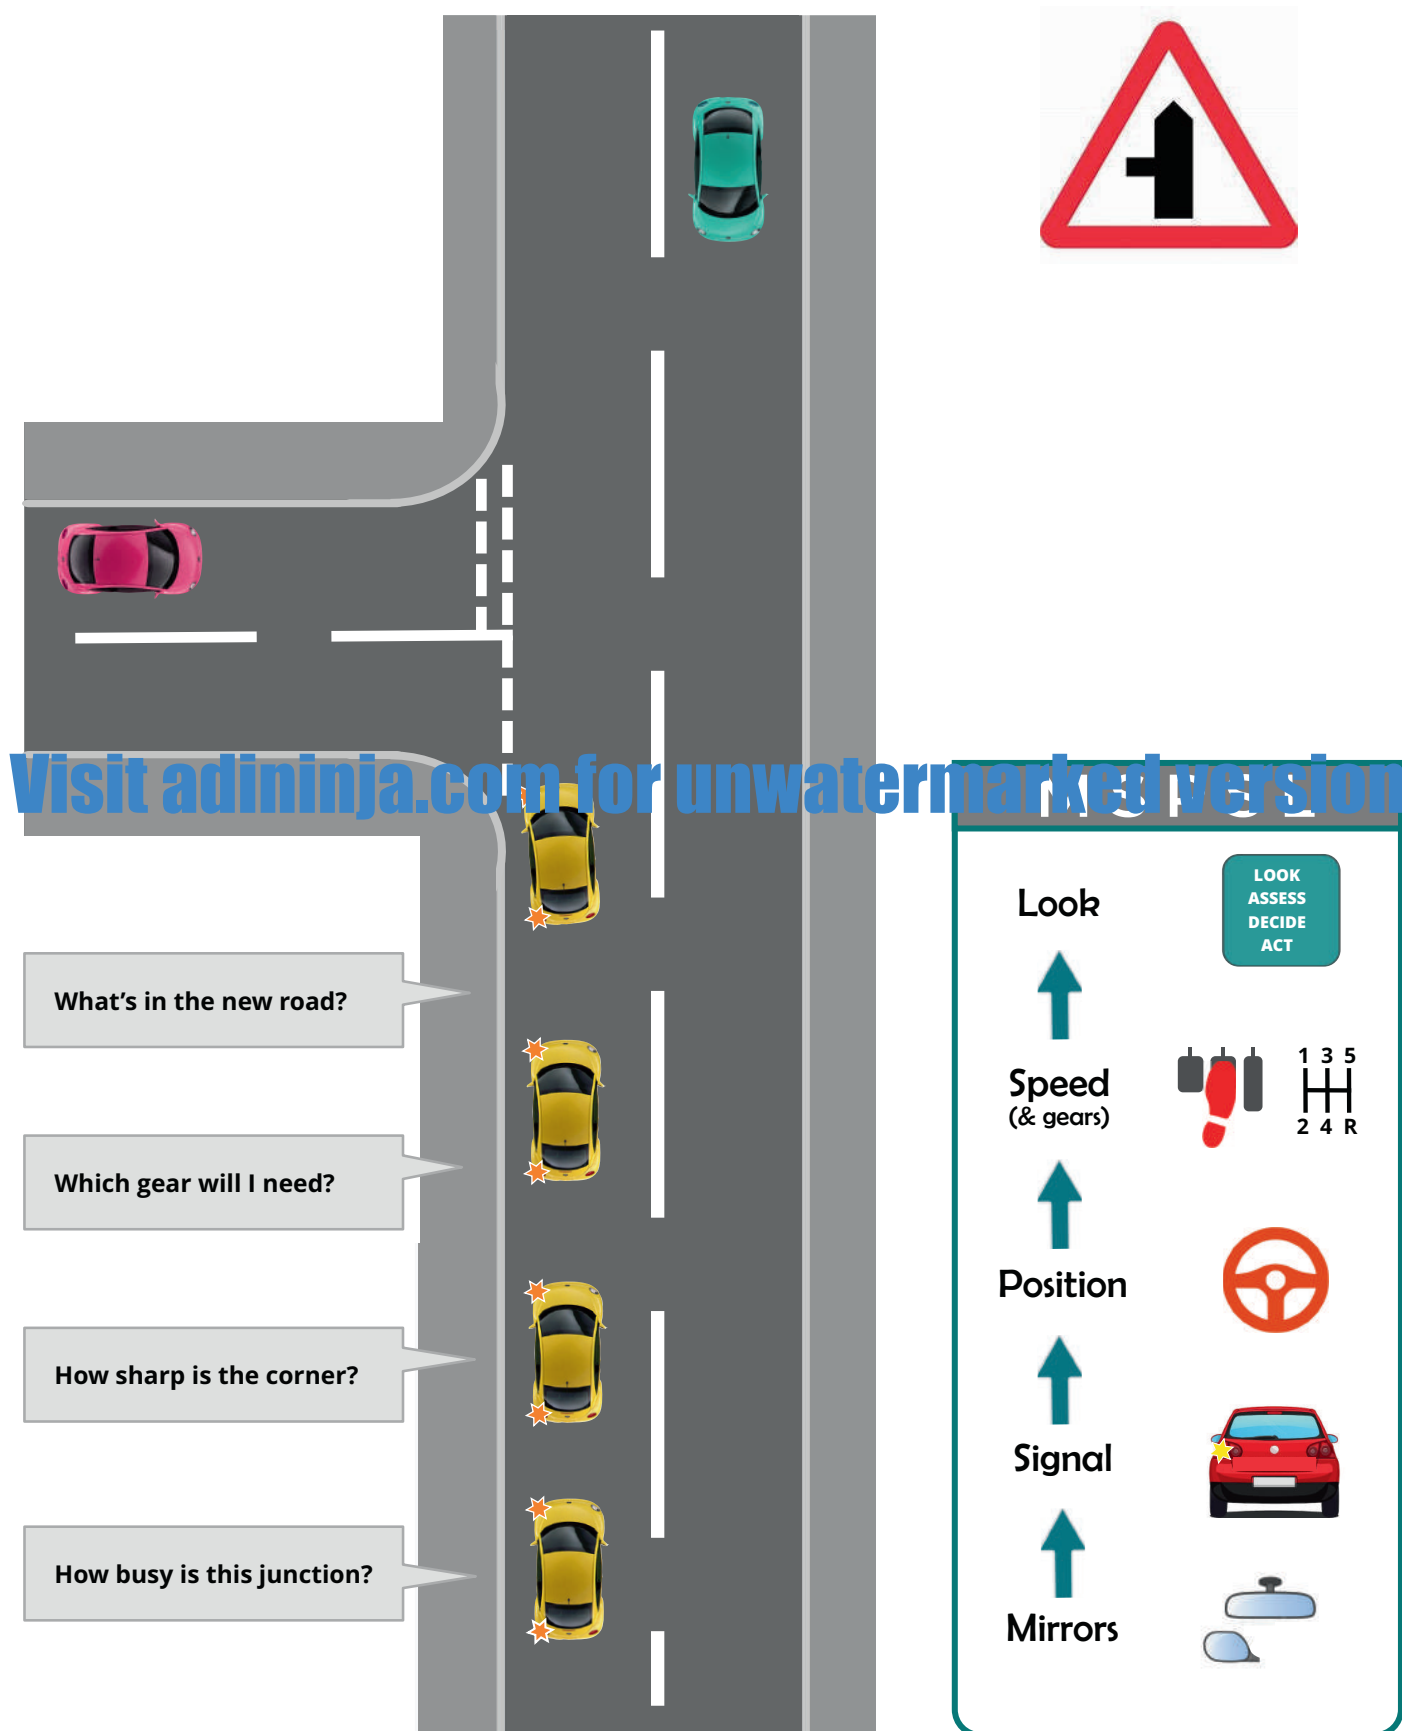 Visit adininja.com for unwatermarked version
What's in the new road?
Which gear will I need?
How sharp is the corner?
How busy is this junction?
Look
LOOK
ASSESS
DECIDE
ACT
Speed
(& gears)
1 3 5
2 4 R
Position
Signal
Mirrors